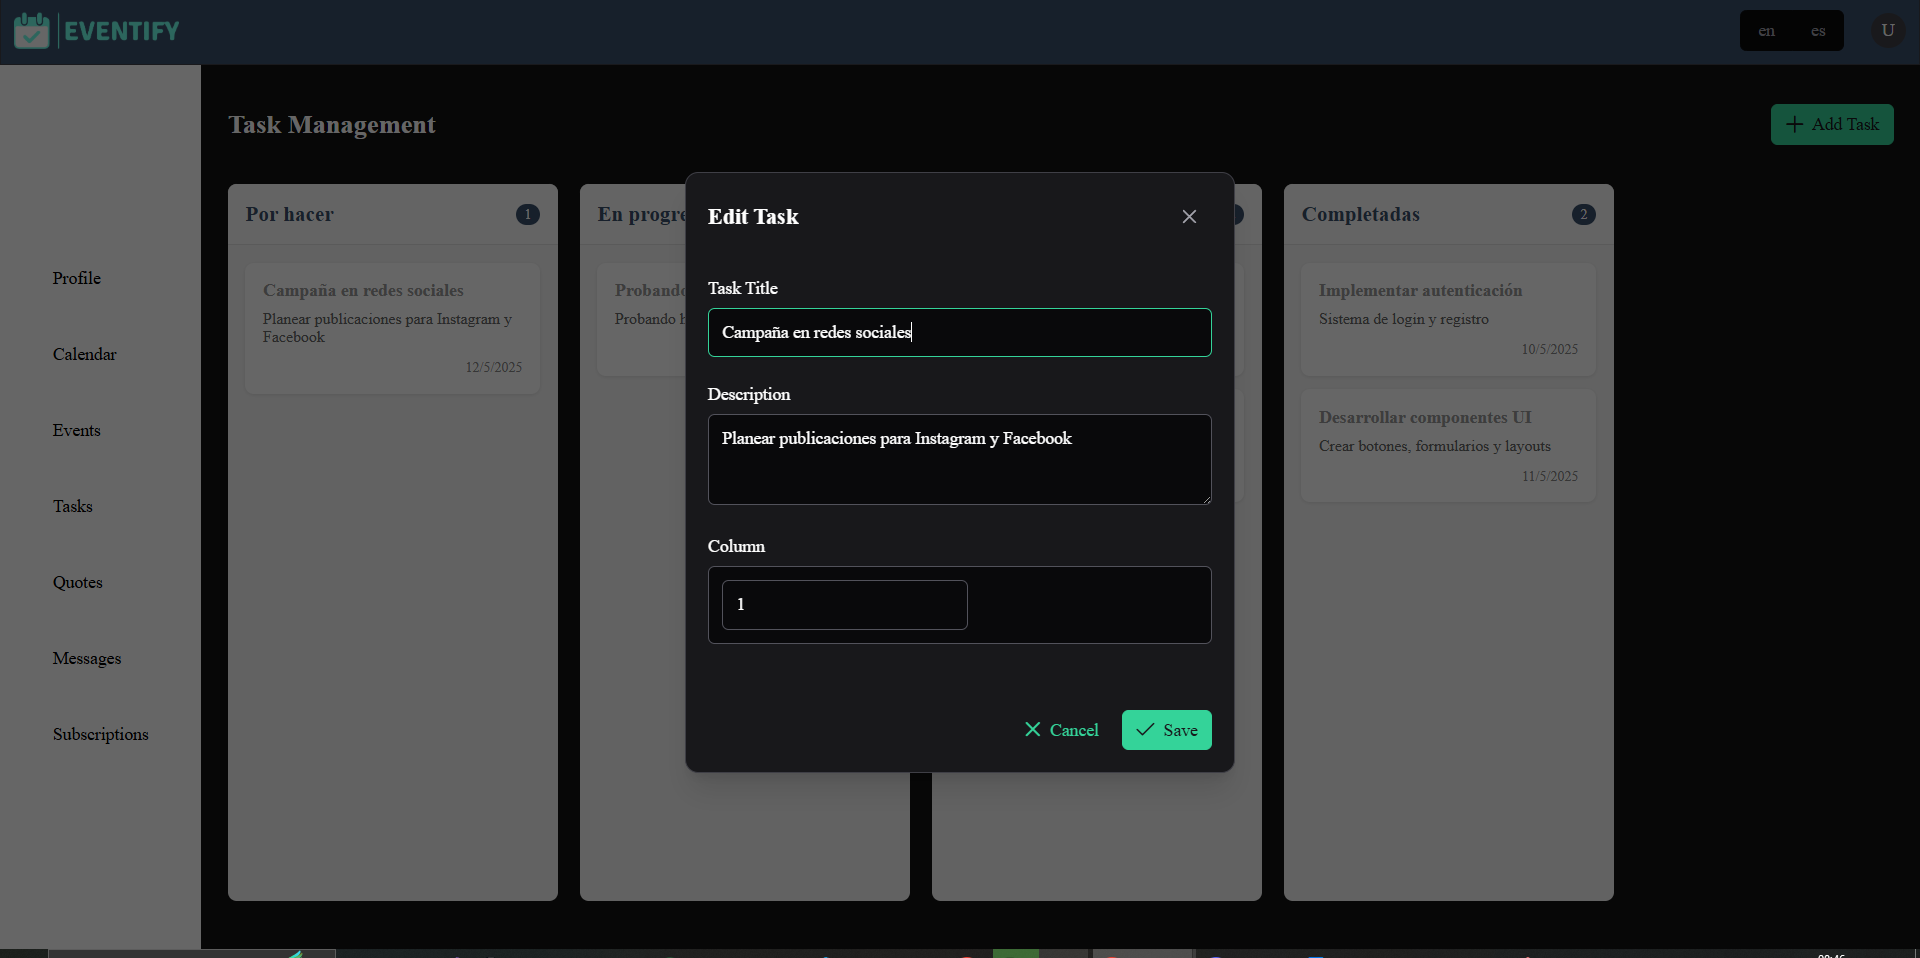 EVENTIFY
en es U
Task Management
Add Task
Por hacer 1
En progre
Completadas 2
Campaña en redes sociales
Planear publicaciones para Instagram y
Facebook
12/5/2025
Probando
Probando
Implementar autenticación
Sistema de login y registro
10/5/2025
Desarrollar componentes UI
Crear botones, formularios y layouts
11/5/2025
Profile
Calendar
Events
Tasks
Quotes
Messages
Subscriptions
Edit Task
Task Title
Campaña en redes sociales
Description
Planear publicaciones para Instagram y Facebook
Column
1
Cancel
Save